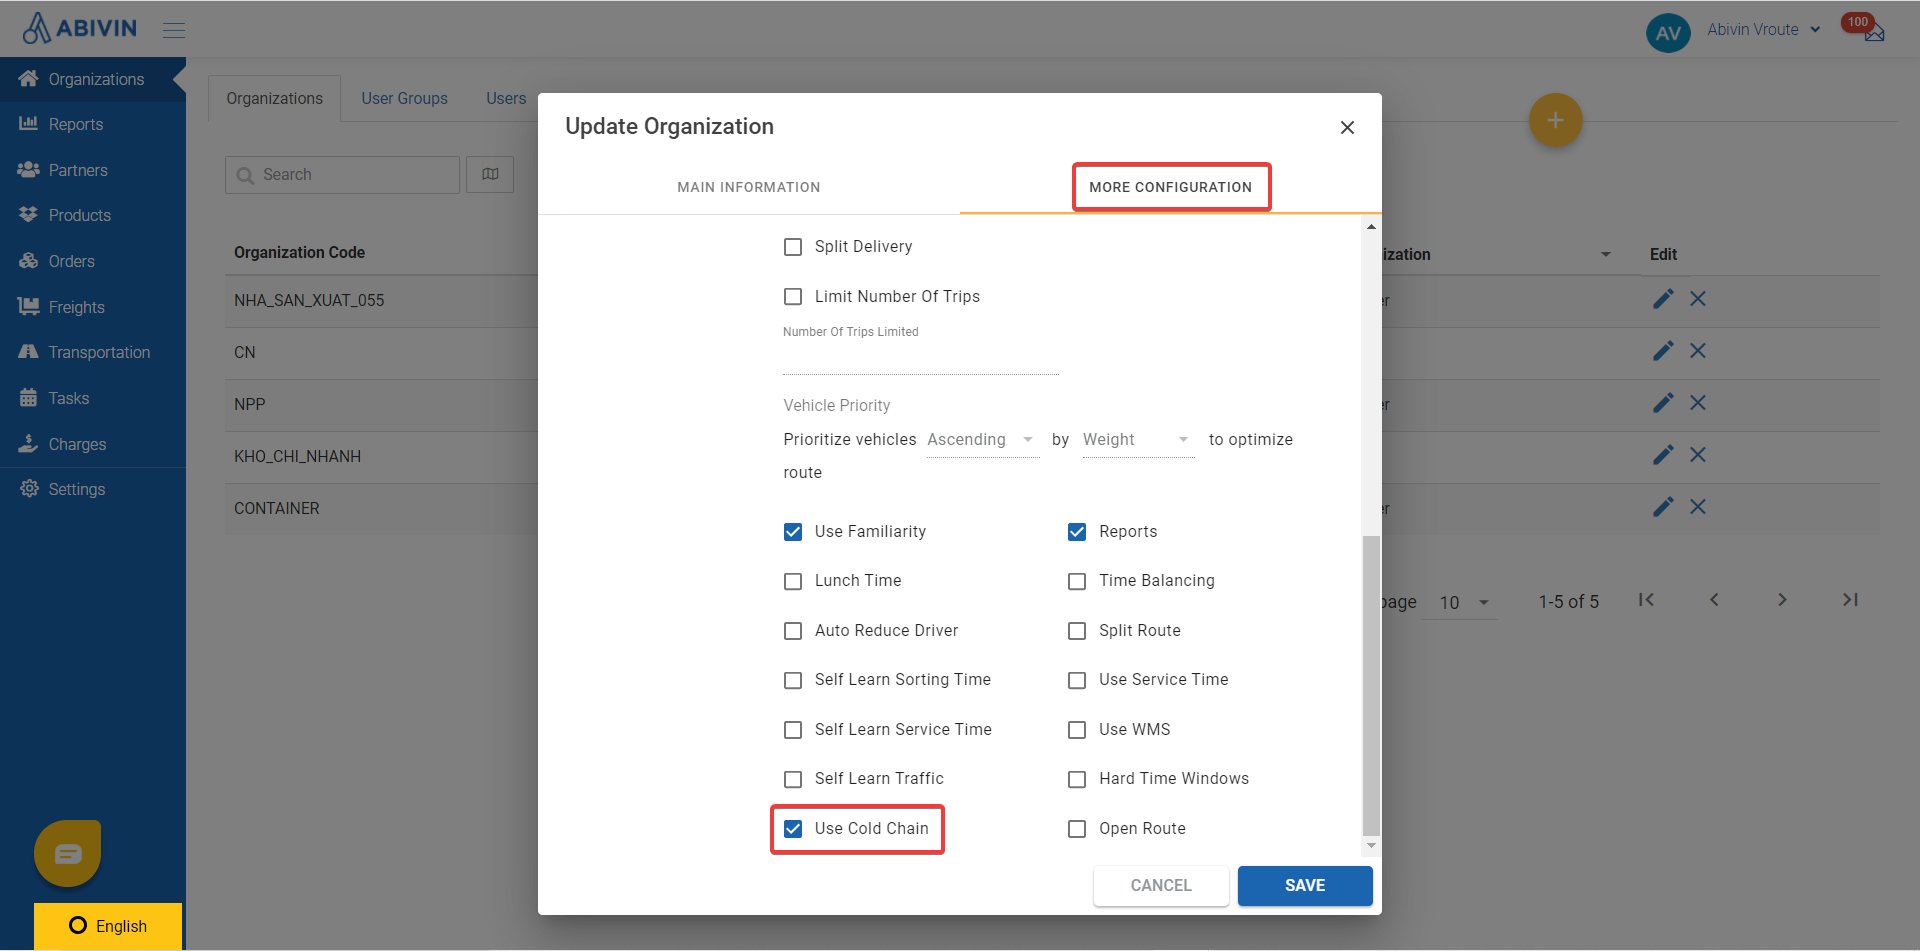 ABIVIN
AV
Abivin Vroute
100
Organizations
Reports
Partners
Products
Orders
Freights
Transportation
Tasks
Charges
Settings
English
Organizations
User Groups
Users
Search
Organization Code
NHA_SAN_XUAT_055
CN
NPP
KHO_CHI_NHANH
CONTAINER
Update Organization
MAIN INFORMATION
MORE CONFIGURATION
Split Delivery
Limit Number Of Trips
Number Of Trips Limited
Vehicle Priority
Prioritize vehicles Ascending by Weight to optimize
route
Use Familiarity
Reports
Lunch Time
Time Balancing
Auto Reduce Driver
Split Route
Self Learn Sorting Time
Use Service Time
Self Learn Service Time
Use WMS
Self Learn Traffic
Hard Time Windows
Use Cold Chain
Open Route
CANCEL
SAVE
ization
Edit
er
er
er
page
10
1-5 of 5